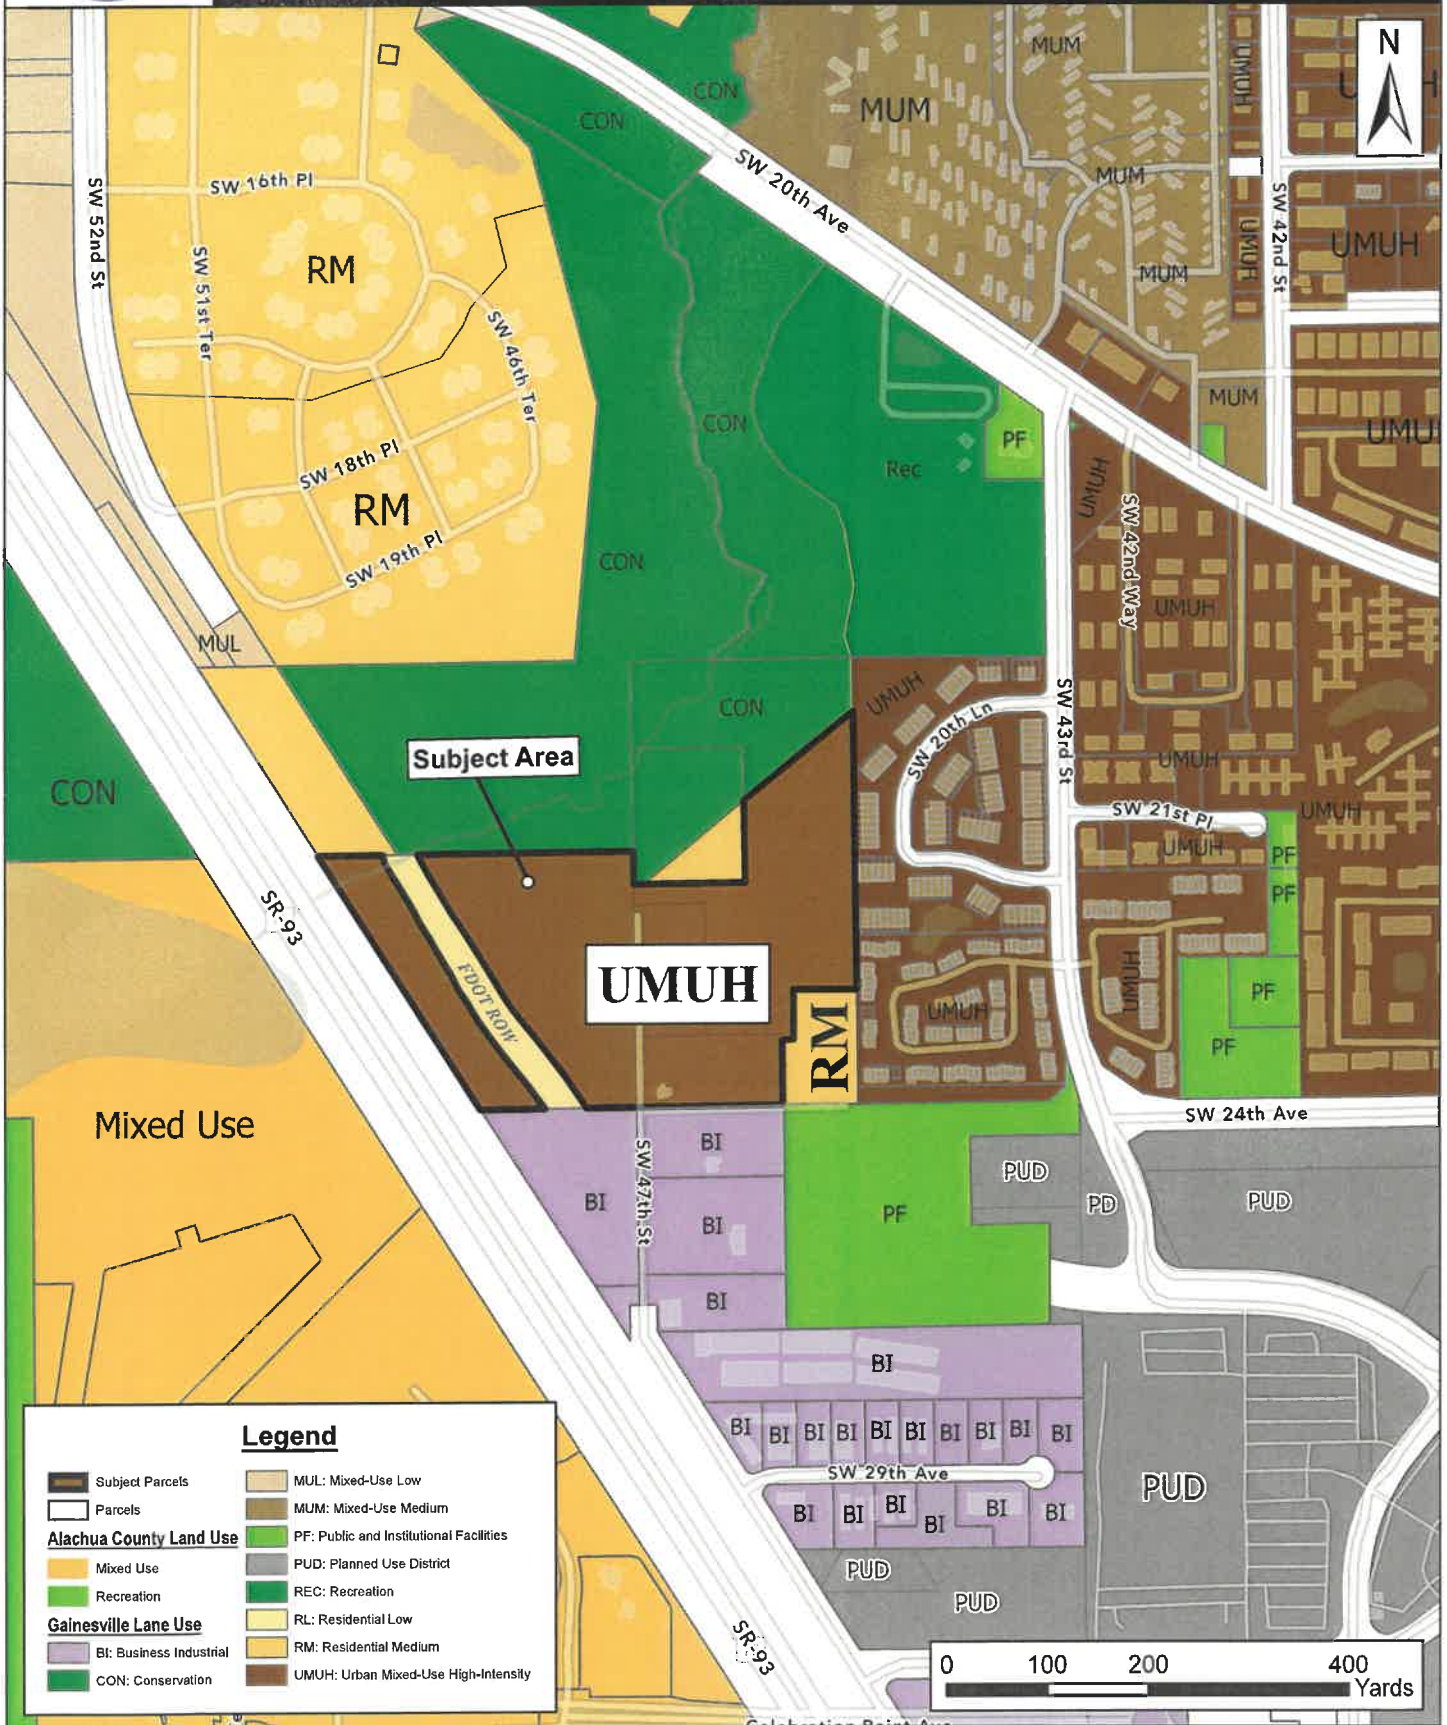 N
MUM
UMUH
CON
CON
MUM
SW 20th Ave
MUM
SW 42nd St
SW 16th Pl
SW 52nd St
RM
SW 51st Ter
SW 46th Ter
MUM
UMUH
UMUH
CON
Rec
PF
MUM
SW 18th Pl
RM
SW 19th Pl
CON
UMUH
SW 42nd Way
UMUH
MUL
CON
UMUH
SW 20th Ln
SW 43rd St
Subject Area
UMUH
CON
SW 21st Pl
UMUH
UMUH
PF
PF
SR-93
FDOT ROW
UMUH
RM
UMUH
UMUH
PF
PF
Mixed Use
SW 24th Ave
BI
SW 47th St
BI
BI
BI
PF
PUD
PD
PUD
BI
BI
BI
BI
BI
BI
BI
BI
BI
BI
BI
SW 29th Ave
BI
BI
BI
BI
BI
BI
PUD
PUD
PUD
SR-93
Legend
Subject Parcels
Parcels
Alachua County Land Use
Mixed Use
Recreation
Gainesville Lane Use
BI: Business Industrial
CON: Conservation
MUL: Mixed-Use Low
MUM: Mixed-Use Medium
PF: Public and Institutional Facilities
PUD: Planned Use District
REC: Recreation
RL: Residential Low
RM: Residential Medium
UMUH: Urban Mixed-Use High-Intensity
0 100 200 400
Yards